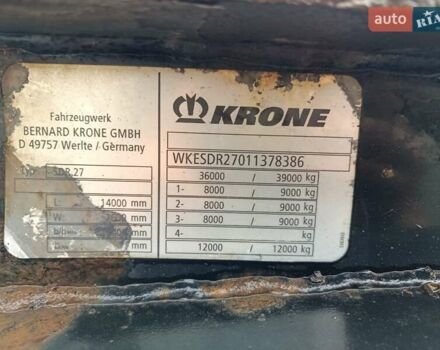 AUTO RIA
Fahrzeugwerk
BERNARD KRONE GMBH
D 49757 Werlte / Germany
KRONE
WKESDR27011378386
SDR 27
L: 14000 mm
mm
mm
mm
36000 / 39000 kg
1- 8000 / 9000 kg
2- 8000 / 9000 kg
3- 8000 / 9000 kg
4- / kg
12000 / 12000 kg